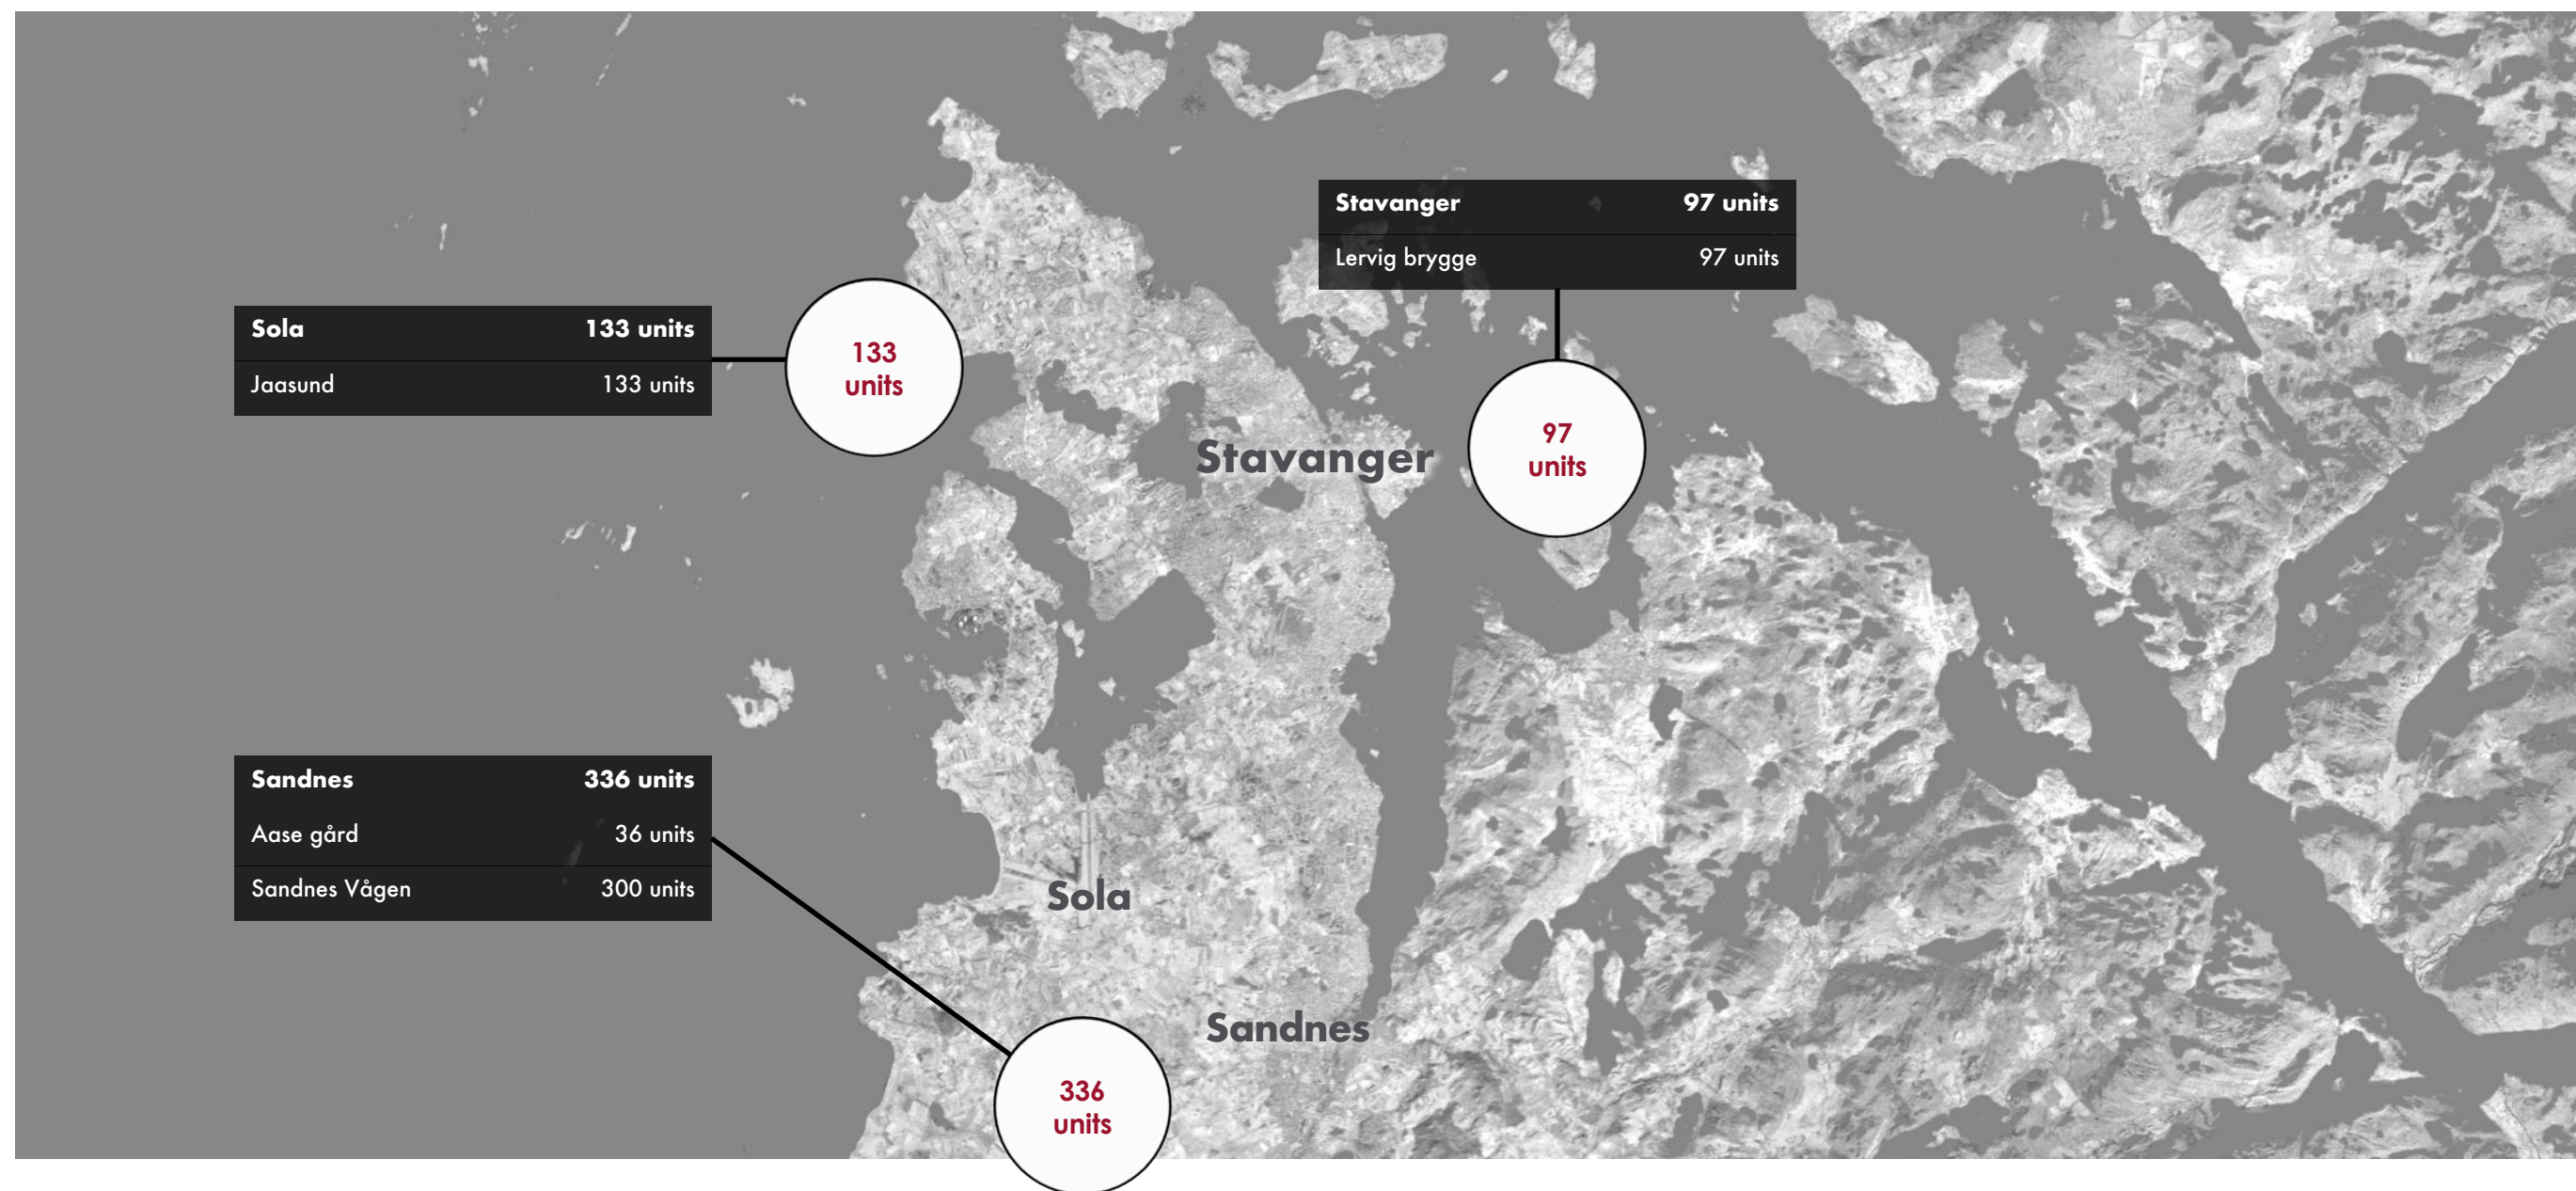 Stavanger 97 units
Lervig brygge 97 units
Sola 133 units
Jaasund 133 units
133
units
97
units
Stavanger
Sandnes 336 units
Aase gård 36 units
Sandnes Vågen 300 units
Sola
Sandnes
336
units